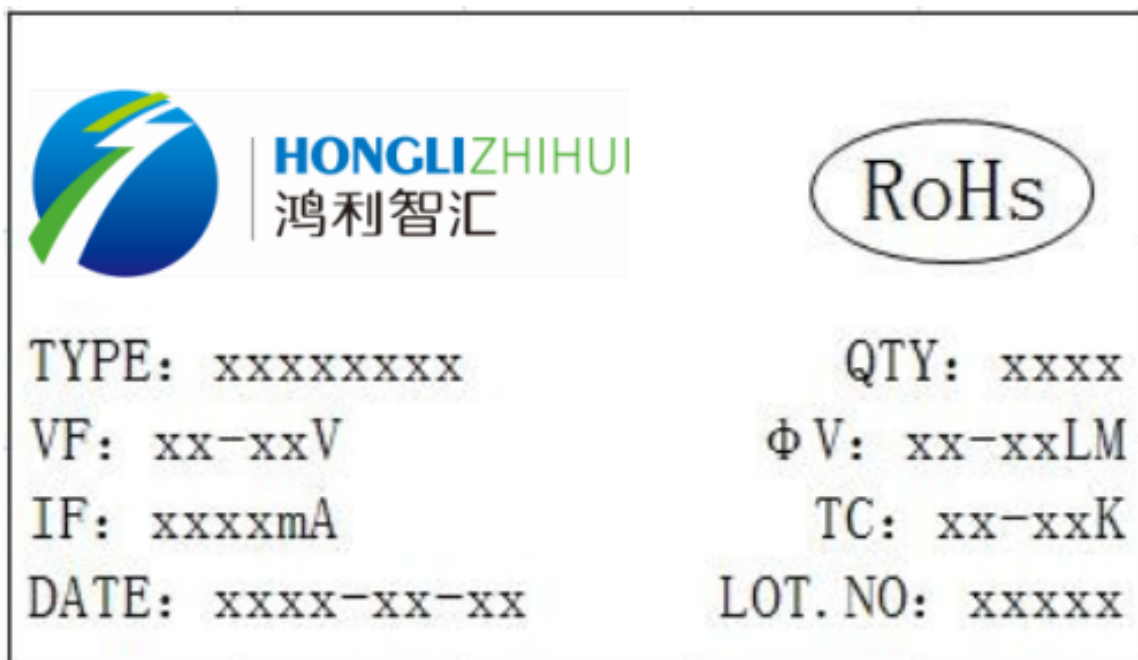 HONGLIZHIHUI
鸿利智汇
RoHs
TYPE: xxxxxxxx QTY: xxxx
VF: xx-xxV ΦV: xx-xxLM
IF: xxxxmA TC: xx-xxK
DATE: xxxx-xx-xx LOT.NO: xxxxx